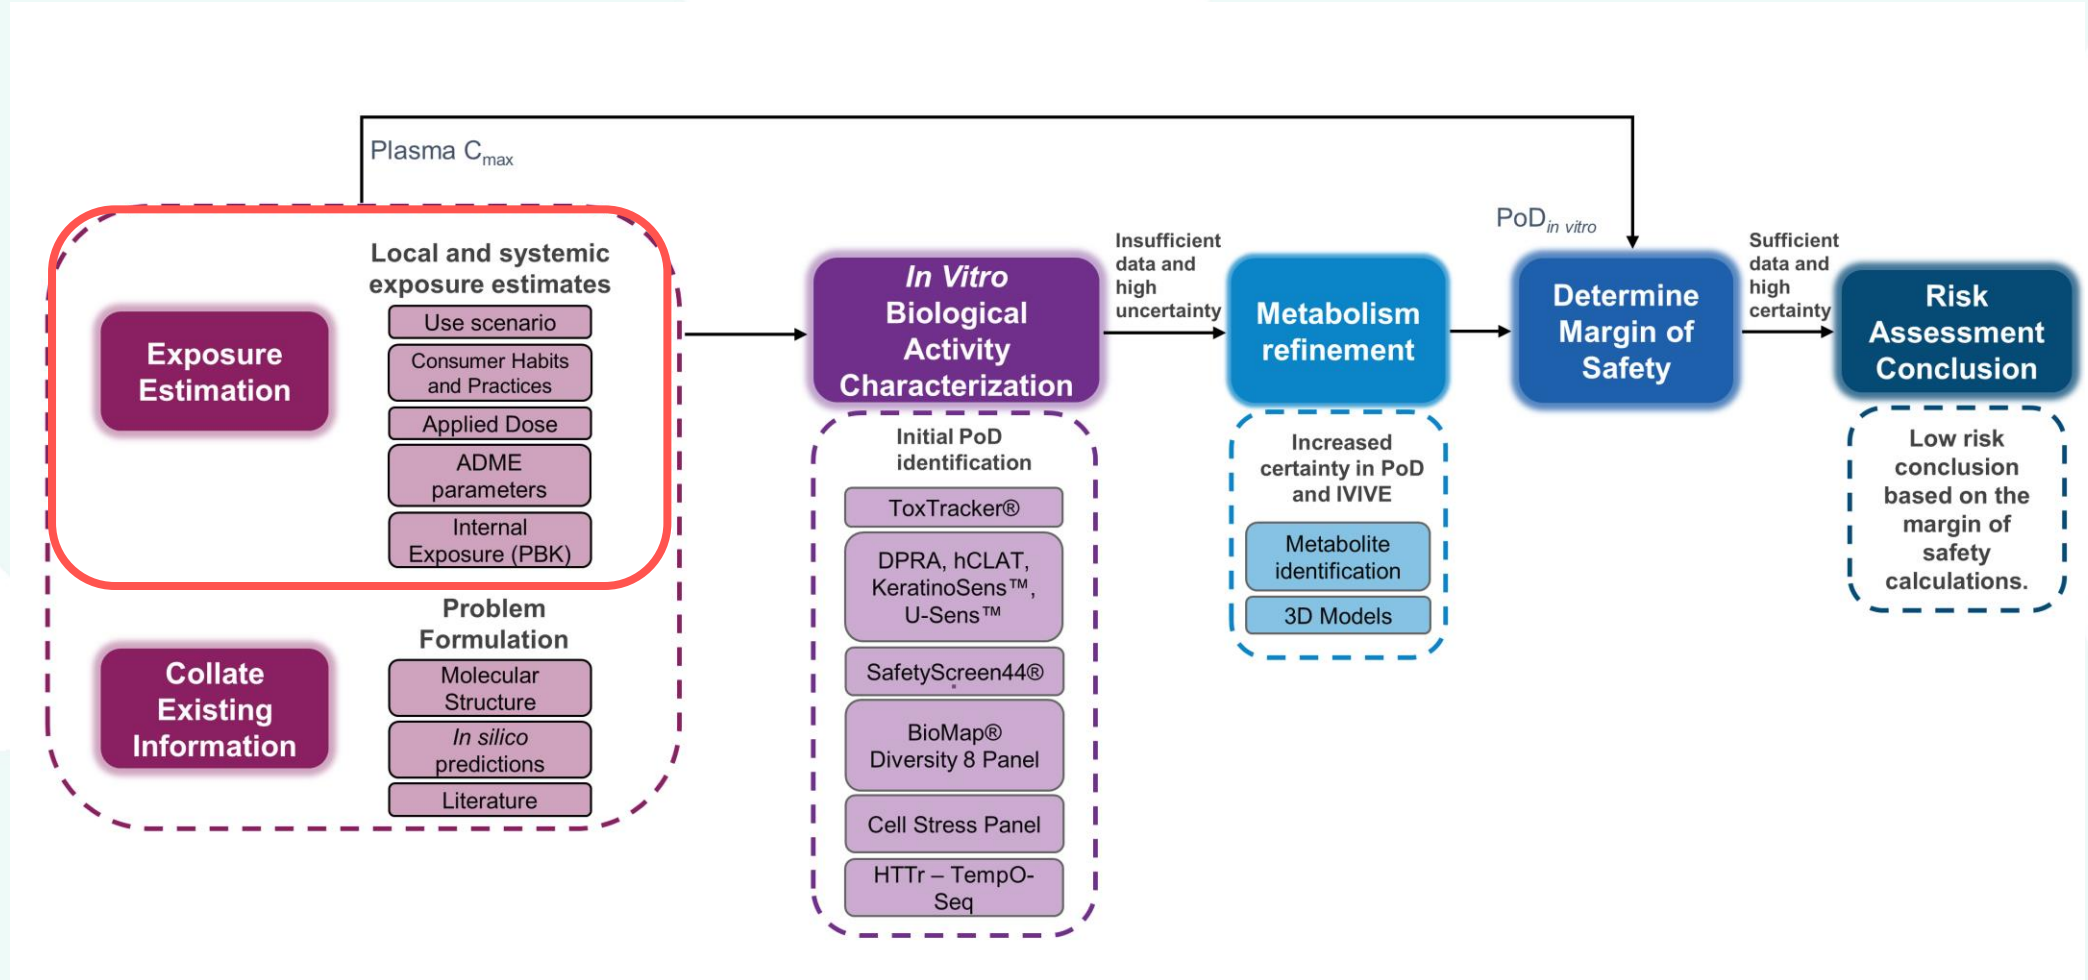 Plasma Cmax
Local and systemic
exposure estimates
Exposure
Estimation
Use scenario
Consumer Habits
and Practices
Applied Dose
ADME
parameters
Internal
Exposure (PBK)
Problem
Formulation
Collate
Existing
Information
Molecular
Structure
In silico
predictions
Literature
In Vitro
Biological
Activity
Characterization
Initial PoD
identification
ToxTracker®
DPRA, hCLAT,
KeratinoSens™,
U-Sens™
SafetyScreen44®
BioMap®
Diversity 8 Panel
Cell Stress Panel
HTTr – TempO-
Seq
Insufficient
data and
high
uncertainty
Metabolism
refinement
Increased
certainty in PoD
and IVIVE
Metabolite
identification
3D Models
PoDin vitro
Determine
Margin of
Safety
Sufficient
data and
high
certainty
Risk
Assessment
Conclusion
Low risk
conclusion
based on the
margin of
safety
calculations.